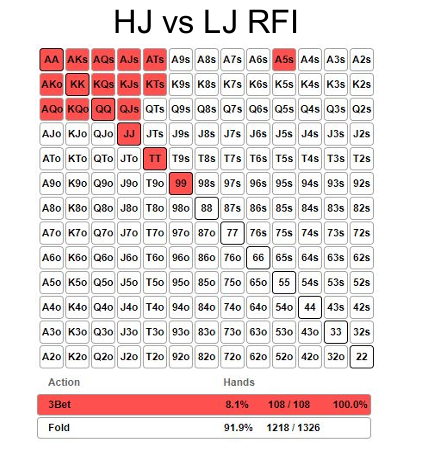 HJ vs LJ RFI
AA AKs AQs AJs ATs A9s A8s A7s A6s A5s A4s A3s A2s
AKo KK KQs KJs KTs K9s K8s K7s K6s K5s K4s K3s K2s
AQo KQo QQ QJs QTs Q9s Q8s Q7s Q6s Q5s Q4s Q3s Q2s
AJo KJo QJo JJ JTs J9s J8s J7s J6s J5s J4s J3s J2s
ATo KTo QTo JTo TT T9s T8s T7s T6s T5s T4s T3s T2s
A9o K9o Q9o J9o T9o 99 98s 97s 96s 95s 94s 93s 92s
A8o K8o Q8o J8o T8o 98o 88 87s 86s 85s 84s 83s 82s
A7o K7o Q7o J7o T7o 97o 87o 77 76s 75s 74s 73s 72s
A6o K6o Q6o J6o T6o 96o 86o 76o 66 65s 64s 63s 62s
A5o K5o Q5o J5o T5o 95o 85o 75o 65o 55 54s 53s 52s
A4o K4o Q4o J4o T4o 94o 84o 74o 64o 54o 44 43s 42s
A3o K3o Q3o J3o T3o 93o 83o 73o 63o 53o 43o 33 32s
A2o K2o Q2o J2o T2o 92o 82o 72o 62o 52o 42o 32o 22
Action Hands
3Bet 8.1% 108 / 108 100.0%
Fold 91.9% 1218 / 1326